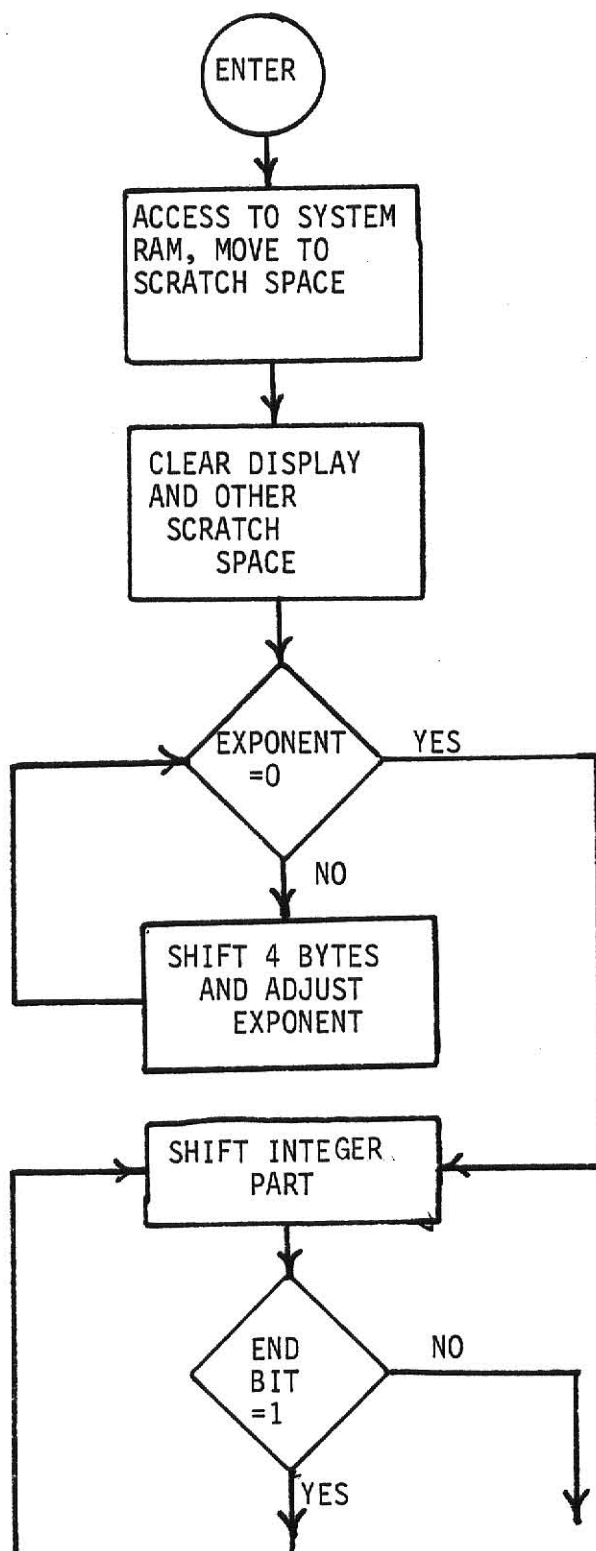 ENTER
ACCESS TO SYSTEM
RAM, MOVE TO
SCRATCH SPACE
CLEAR DISPLAY
AND OTHER
SCRATCH
SPACE
EXPONENT
=0
YES
NO
SHIFT 4 BYTES
AND ADJUST
EXPONENT
SHIFT INTEGER
PART
END
BIT
=1
NO
YES